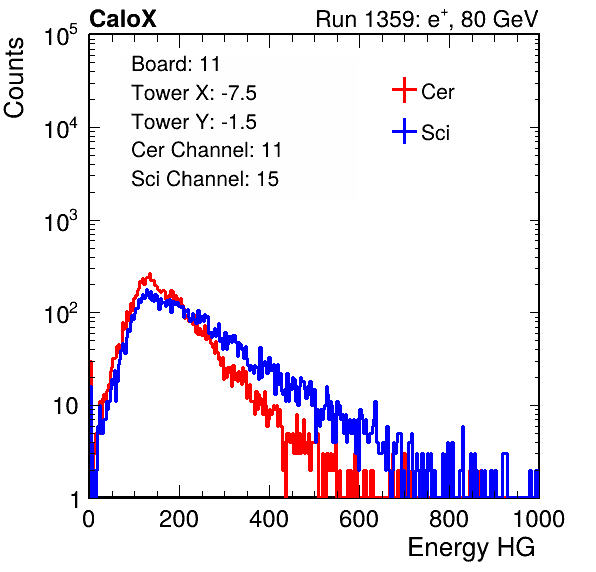 CaloX Run 1359: e⁺, 80 GeV
Counts
10⁵
10⁴
10³
10²
10
1
Board: 11
Tower X: -7.5
Tower Y: -1.5
Cer Channel: 11
Sci Channel: 15
Cer
Sci
0 200 400 600 800 1000
Energy HG